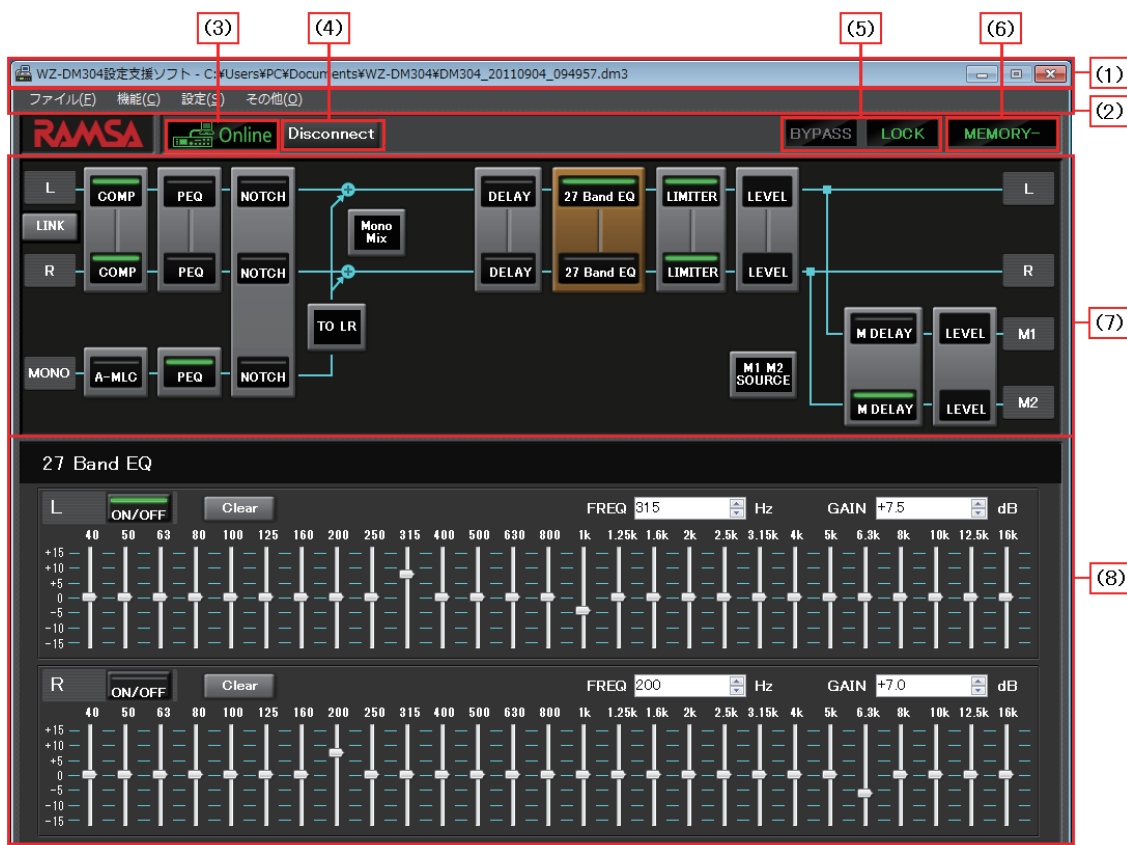 (3) (4) (5) (6)
WZ-DM304設定支援ソフト - C:¥Users¥PC¥Documents¥WZ-DM304¥DM304_20110904_094957.dm3
(1)
ファイル(F) 機能(C) 設定(S) その他(O)
(2)
RAMSA Online Disconnect BYPASS LOCK MEMORY-
L COMP PEQ NOTCH DELAY 27 Band EQ LIMITER LEVEL L
LINK
Mono
Mix
R COMP PEQ NOTCH DELAY 27 Band EQ LIMITER LEVEL R
(7)
TO LR
M DELAY LEVEL M1
MONO A-MLC PEQ NOTCH
M1 M2
SOURCE
M DELAY LEVEL M2
27 Band EQ
L ON/OFF Clear FREQ 315 Hz GAIN +7.5 dB
40 50 63 80 100 125 160 200 250 315 400 500 630 800 1k 1.25k 1.6k 2k 2.5k 3.15k 4k 5k 6.3k 8k 10k 12.5k 16k
+15
+10
+5
0
-5
-10
-15
(8)
R ON/OFF Clear FREQ 200 Hz GAIN +7.0 dB
40 50 63 80 100 125 160 200 250 315 400 500 630 800 1k 1.25k 1.6k 2k 2.5k 3.15k 4k 5k 6.3k 8k 10k 12.5k 16k
+15
+10
+5
0
-5
-10
-15